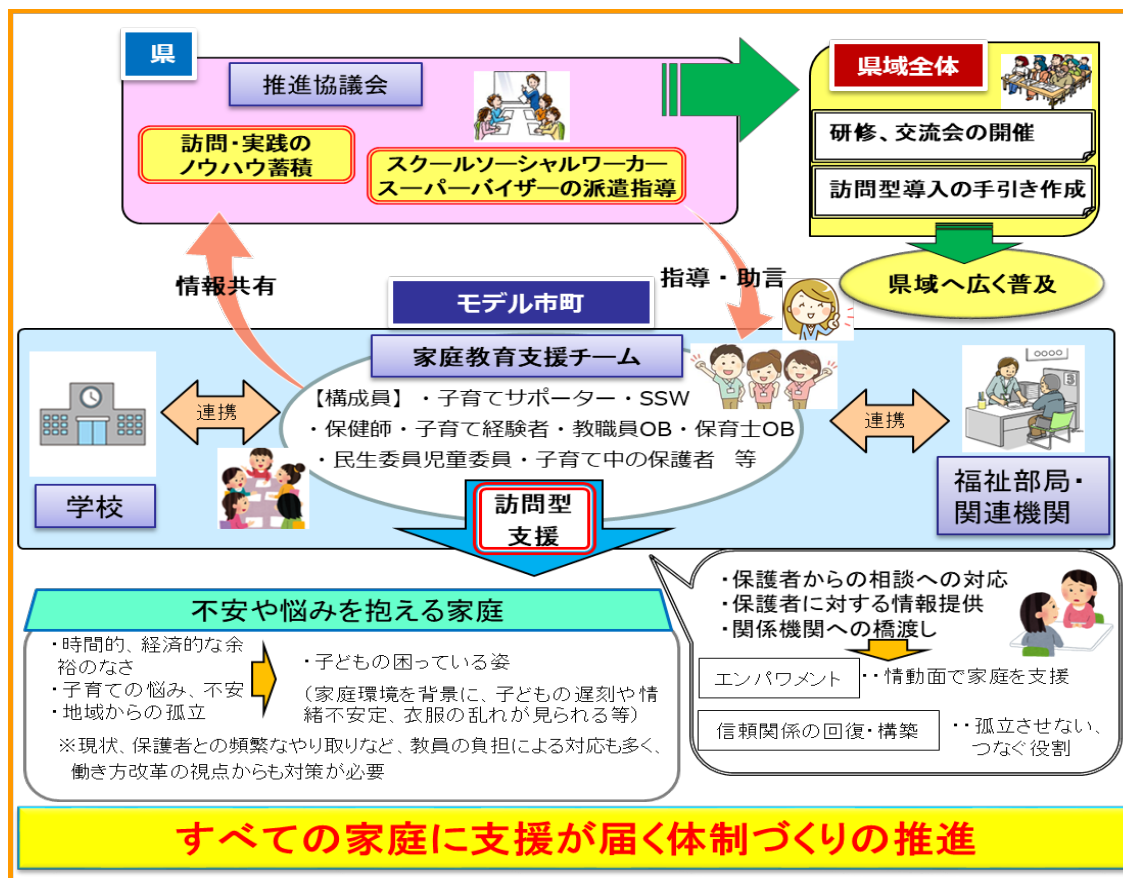 県
推進協議会
訪問・実践の
ノウハウ蓄積
スクールソーシャルワーカー
スーパーバイザーの派遣指導
県域全体
研修、交流会の開催
訪問型導入の手引き作成
県域へ広く普及
情報共有
指導・助言
モデル市町
家庭教育支援チーム
【構成員】・子育てサポーター・SSW
・保健師・子育て経験者・教職員OB・保育士OB
・民生委員児童委員・子育て中の保護者　等
連携
連携
学校
福祉部局・
関連機関
訪問型
支援
不安や悩みを抱える家庭
・時間的、経済的な余
裕のなさ
・子育ての悩み、不安
・地域からの孤立
・子どもの困っている姿
（家庭環境を背景に、子どもの遅刻や情
緒不安定、衣服の乱れが見られる等）
※現状、保護者との頻繁なやり取りなど、教員の負担による対応も多く、
働き方改革の視点からも対策が必要
・保護者からの相談への対応
・保護者に対する情報提供
・関係機関への橋渡し
エンパワメント
・・情動面で家庭を支援
信頼関係の回復・構築
・・孤立させない、
つなぐ役割
すべての家庭に支援が届く体制づくりの推進